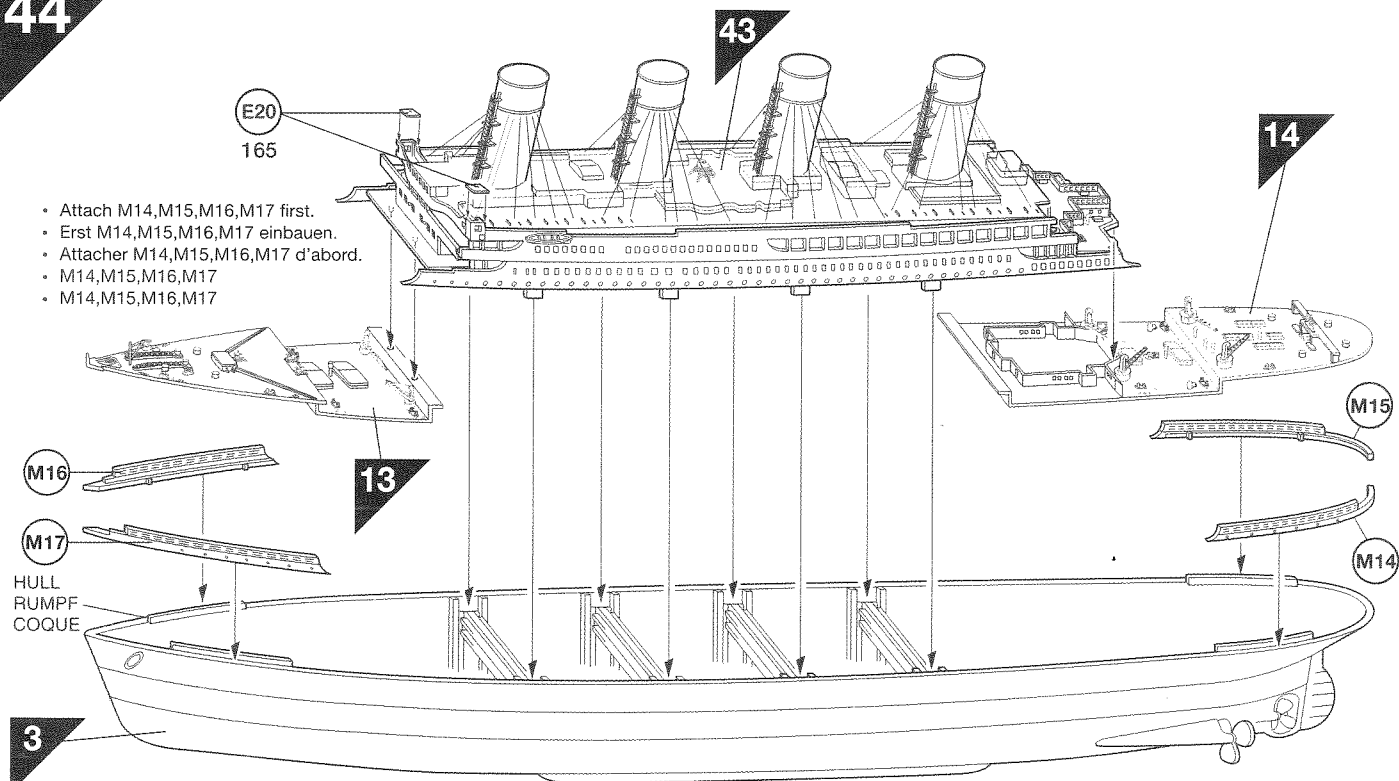 44
43
E20
165
14
• Attach M14,M15,M16,M17 first.
• Erst M14,M15,M16,M17 einbauen.
• Attacher M14,M15,M16,M17 d'abord.
• M14,M15,M16,M17
• M14,M15,M16,M17
M15
M16
13
M17
M14
HULL
RUMPF
COQUE
3